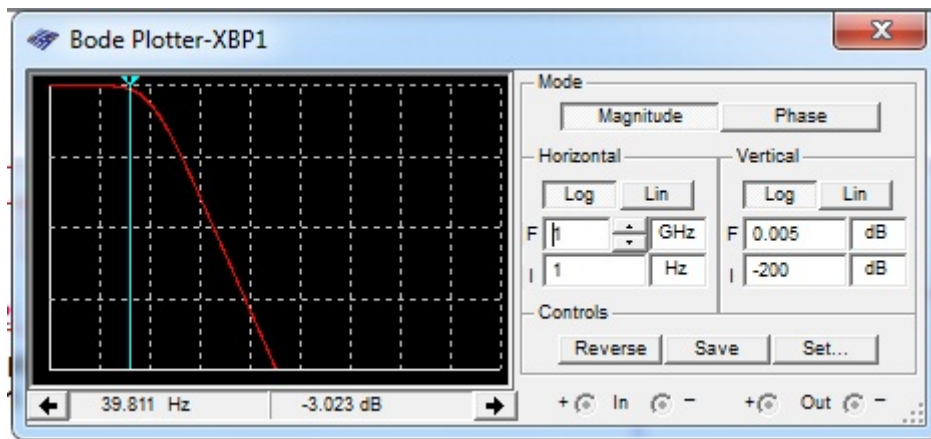 Bode Plotter-XBP1
Mode
Magnitude Phase
Horizontal Vertical
Log Lin Log Lin
F 1 GHz F 0.005 dB
I 1 Hz I -200 dB
Controls
Reverse Save Set...
39.811 Hz -3.023 dB + In - + Out -